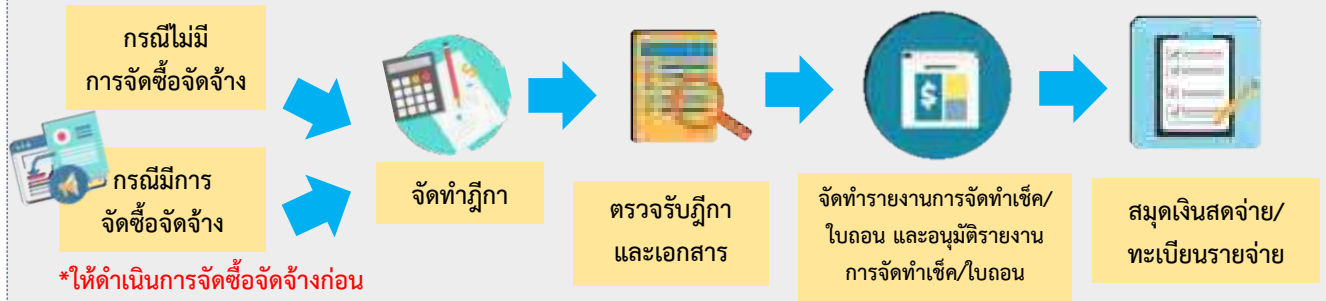 กรณีไม่มี
การจัดซื้อจัดจ้าง
กรณีมีการ
จัดซื้อจัดจ้าง
*ให้ดำเนินการจัดซื้อจัดจ้างก่อน
จัดทำฎีกา
ตรวจรับฎีกา
และเอกสาร
จัดทำรายงานการจัดทำเช็ค/
ใบถอน และอนุมัติรายงาน
การจัดทำเช็ค/ใบถอน
สมุดเงินสดจ่าย/
ทะเบียนรายจ่าย